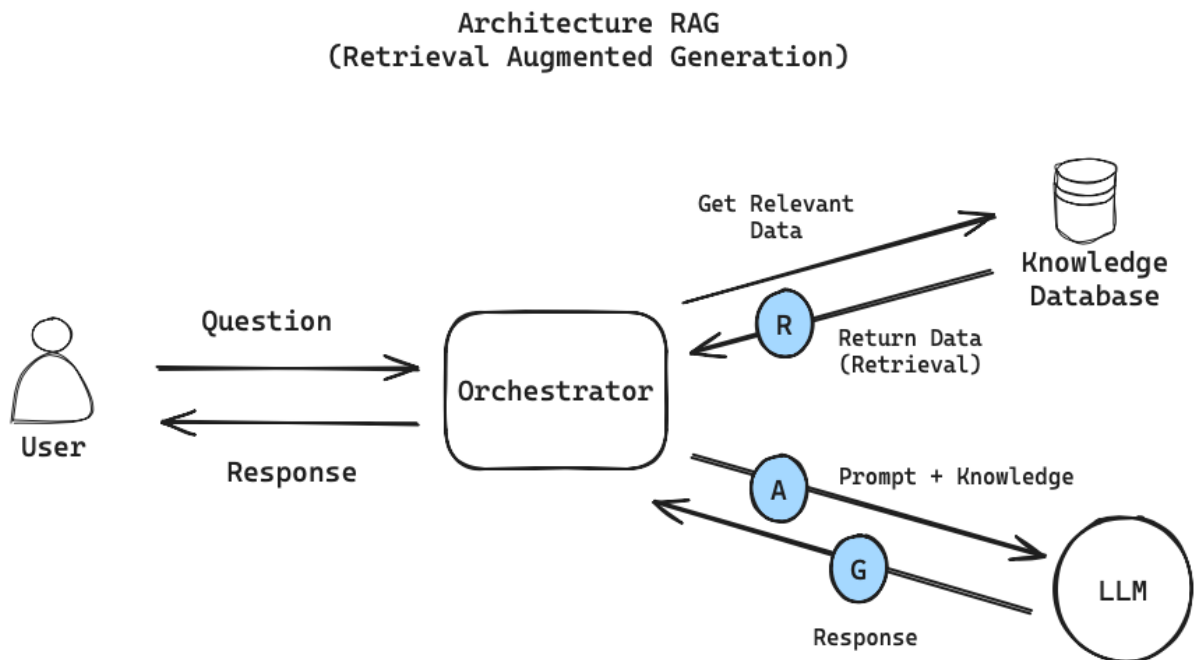 Architecture RAG
(Retrieval Augmented Generation)
Get Relevant
Data
Knowledge
Database
Question
R
Return Data
(Retrieval)
Orchestrator
User
Response
A
Prompt + Knowledge
G
LLM
Response